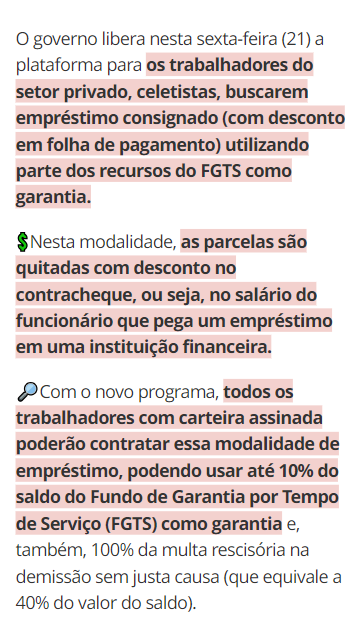 O governo libera nesta sexta-feira (21) a
plataforma para os trabalhadores do
setor privado, celetistas, buscarem
empréstimo consignado (com desconto
em folha de pagamento) utilizando
parte dos recursos do FGTS como
garantia.
💲Nesta modalidade, as parcelas são
quitadas com desconto no
contracheque, ou seja, no salário do
funcionário que pega um empréstimo
em uma instituição financeira.
🔎Com o novo programa, todos os
trabalhadores com carteira assinada
poderão contratar essa modalidade de
empréstimo, podendo usar até 10% do
saldo do Fundo de Garantia por Tempo
de Serviço (FGTS) como garantia e,
também, 100% da multa rescisória na
demissão sem justa causa (que equivale a
40% do valor do saldo).